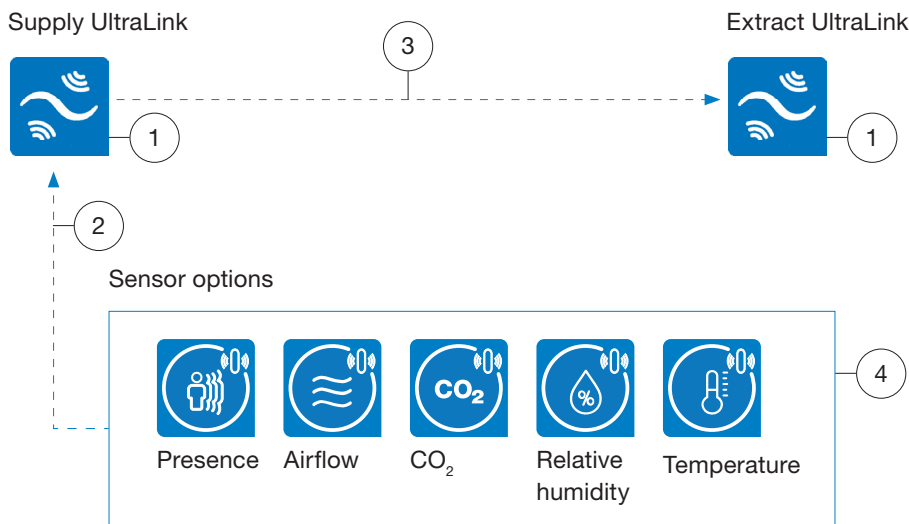 Supply UltraLink
Extract UltraLink
3
1
1
2
Sensor options
CO₂
%
4
Presence
Airflow
CO₂
Relative
humidity
Temperature